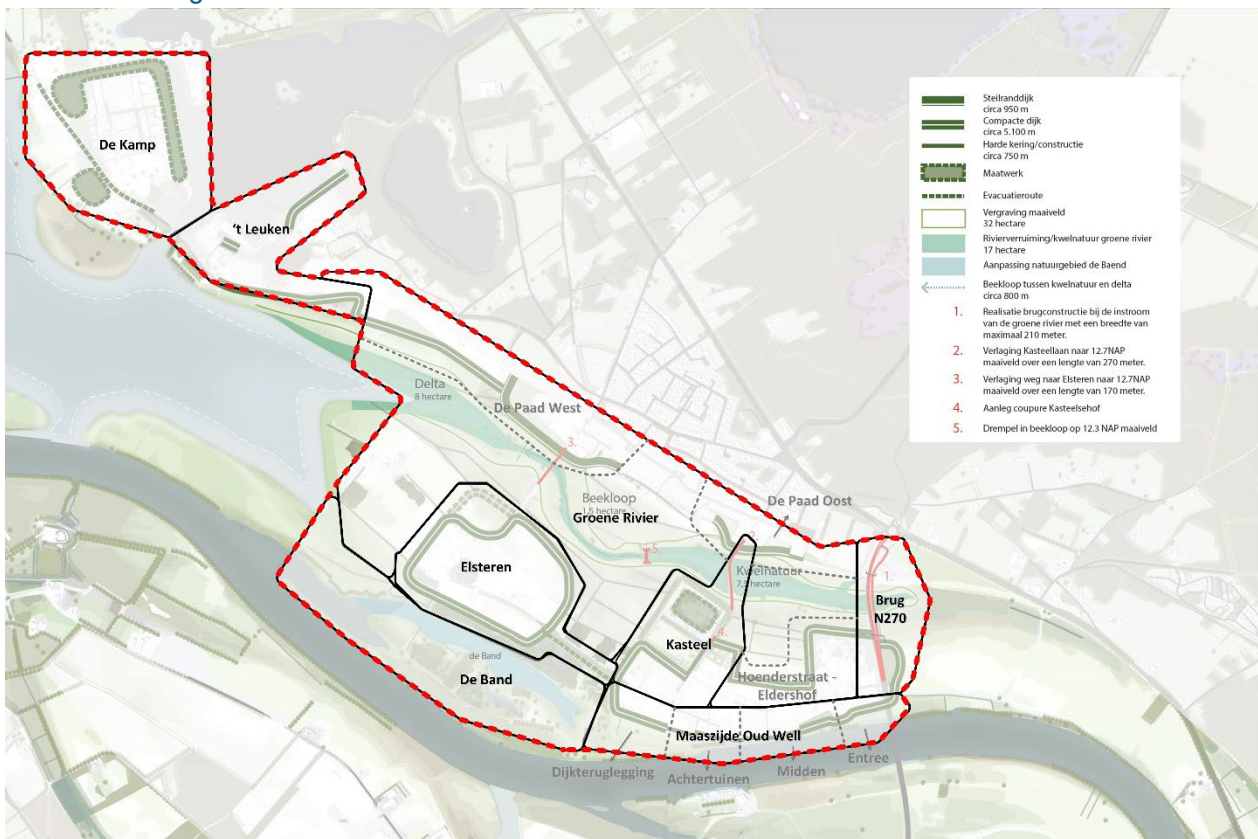 De Kamp
't Leuken
Delta
8 hectare
De Paad West
3.
Beekloop
1,5 hectare
Groene Rivier
De Paad Oost
5.
Kwelnatour
hectare
1.
Brug
N270
Elsteren
Kasteel
4.
de Band
De Band
Hoenderstraat -
Eldershof
Maaszijde Oud Well
Dijkteruglegging
Achtertuinen
Midden
Entree
Steilranddijk
circa 950 m
Compacte dijk
circa 5.100 m
Harde kering/constructie
circa 750 m
Maatwerk
Evacuatieroute
Vergraving maaiveld
32 hectare
Rivierverruiming/kwelnatuur groene rivier
17 hectare
Aanpassing natuurgebied de Baend
Beekloop tussen kwelnatuur en delta
circa 800 m
1. Realisatie brugconstructie bij de instroom
van de groene rivier met een breedte van
maximaal 210 meter.
2. Verlaging Kasteellaan naar 12.7NAP
maaiveld over een lengte van 270 meter.
3. Verlaging weg naar Elsteren naar 12.7NAP
maaiveld over een lengte van 170 meter.
4. Aanleg coupure Kasteelsehof
5. Drempel in beekloop op 12.3 NAP maaiveld